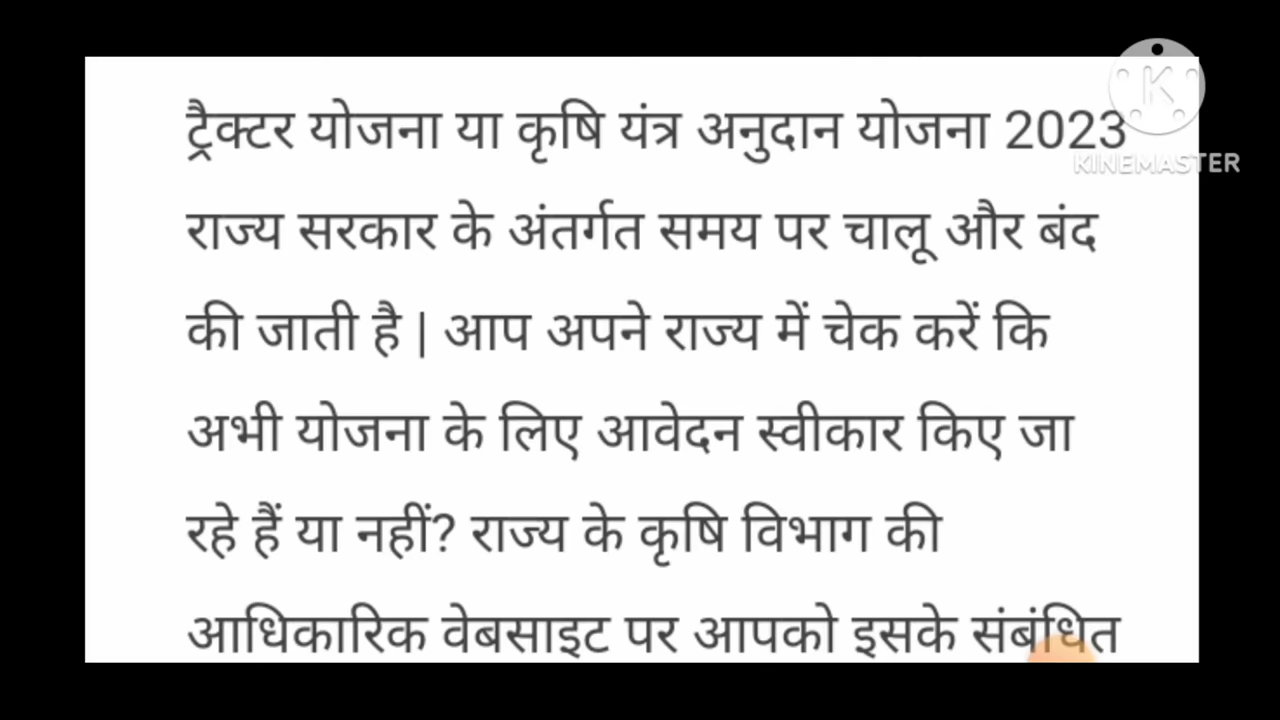 ट्रैक्टर योजना या कृषि यंत्र अनुदान योजना 2023
राज्य सरकार के अंतर्गत समय पर चालू और बंद
की जाती है | आप अपने राज्य में चेक करें कि
अभी योजना के लिए आवेदन स्वीकार किए जा
रहे हैं या नहीं? राज्य के कृषि विभाग की
आधिकारिक वेबसाइट पर आपको इसके संबंधित
K
KINEMASTER